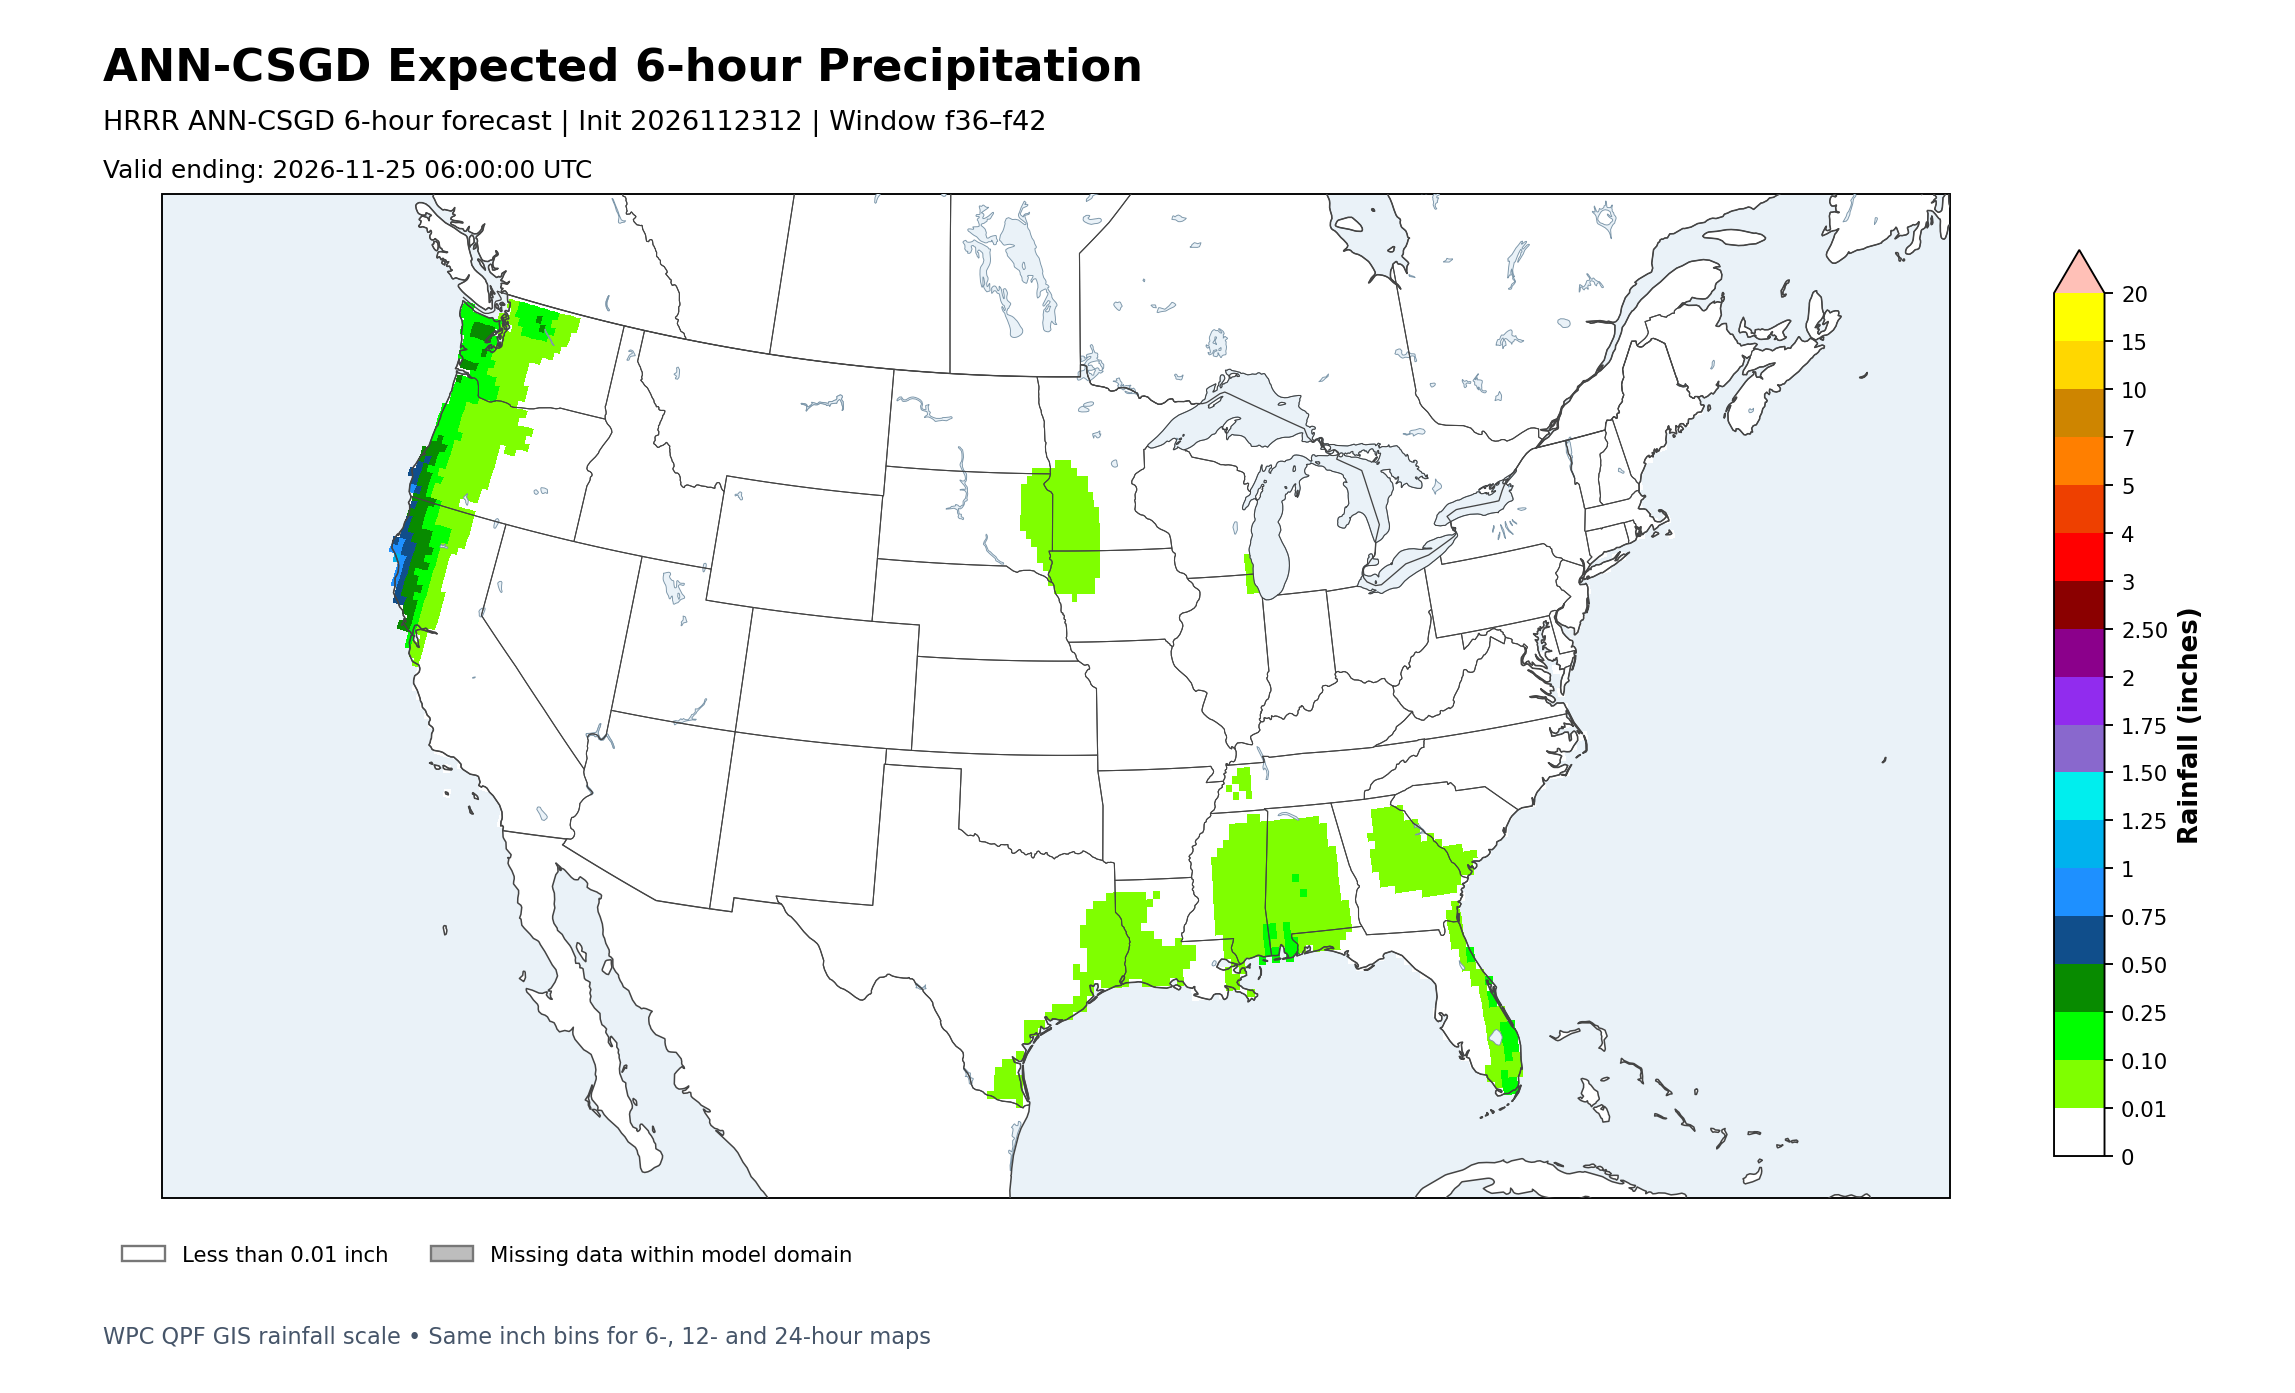 ANN-CSGD Expected 6-hour Precipitation
HRRR ANN-CSGD 6-hour forecast | Init 2026112312 | Window f36–f42
Valid ending: 2026-11-25 06:00:00 UTC
20
15
10
7
5
4
3
2.50
2
1.75
1.50
1.25
1
0.75
0.50
0.25
0.10
0.01
0
Rainfall (inches)
Less than 0.01 inch
Missing data within model domain
WPC QPF GIS rainfall scale • Same inch bins for 6-, 12- and 24-hour maps